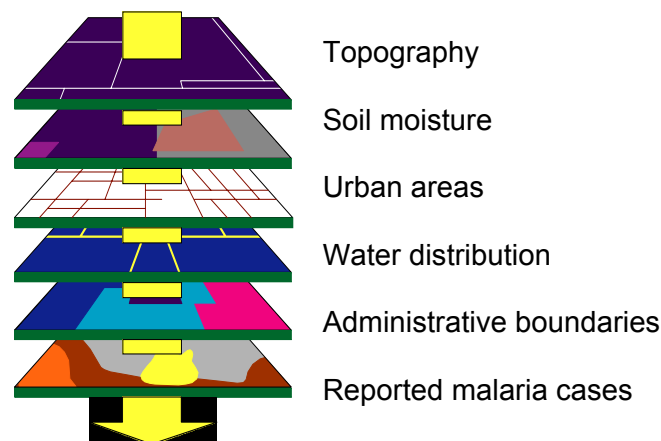 Topography
Soil moisture
Urban areas
Water distribution
Administrative boundaries
Reported malaria cases